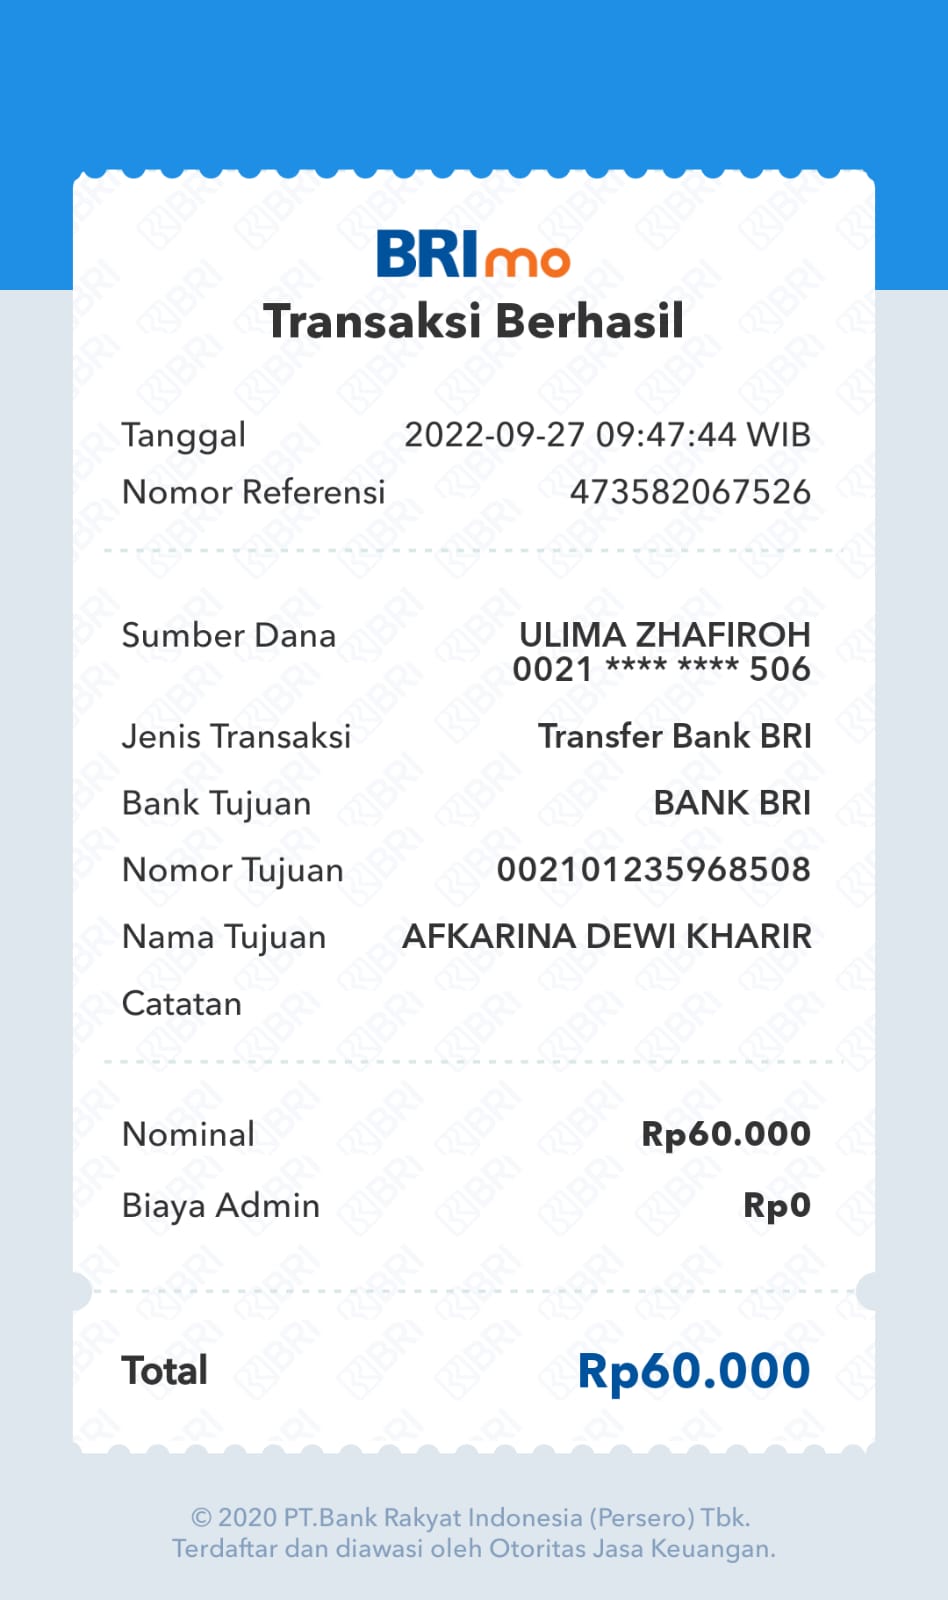 BRImo
Transaksi Berhasil
Tanggal 2022-09-27 09:47:44 WIB
Nomor Referensi 473582067526
Sumber Dana ULIMA ZHAFIROH
0021 **** **** 506
Jenis Transaksi Transfer Bank BRI
Bank Tujuan BANK BRI
Nomor Tujuan 002101235968508
Nama Tujuan AFKARINA DEWI KHARIR
Catatan
Nominal Rp60.000
Biaya Admin Rp0
Total Rp60.000
© 2020 PT.Bank Rakyat Indonesia (Persero) Tbk.
Terdaftar dan diawasi oleh Otoritas Jasa Keuangan.